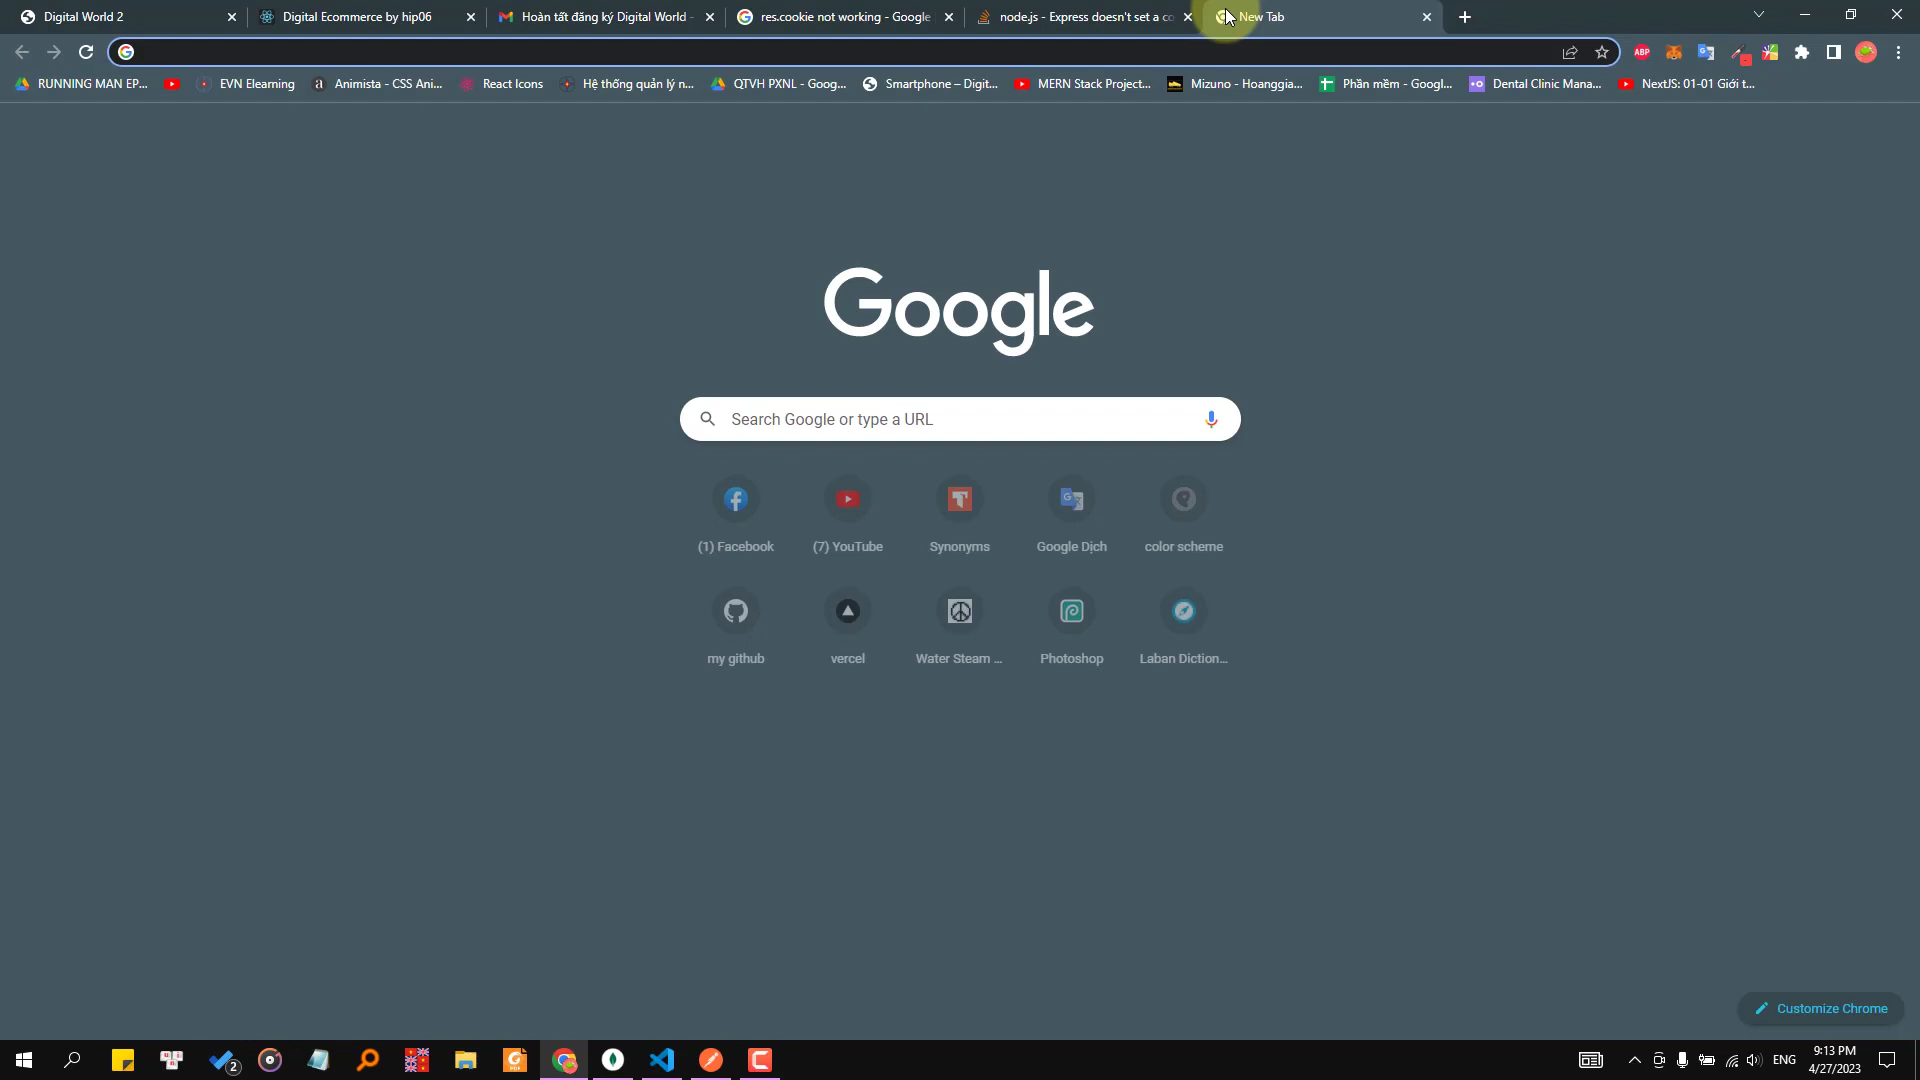 Digital World 2
Digital Ecommerce by hip06
Hoàn tất đăng ký Digital World -
res.cookie not working - Google
node.js - Express doesn't set a co
New Tab
ABP
RUNNING MAN EP...
EVN Elearning
Animista - CSS Ani...
React Icons
Hệ thống quản lý n...
QTVH PXNL - Goog...
Smartphone – Digit...
MERN Stack Project...
Mizuno - Hoanggia...
Phần mềm - Googl...
Dental Clinic Mana...
NextJS: 01-01 Giới t...
Google
Search Google or type a URL
(1) Facebook
(7) YouTube
Synonyms
Google Dịch
color scheme
my github
vercel
Water Steam ...
Photoshop
Laban Diction...
Customize Chrome
2
ENG
9:13 PM
4/27/2023